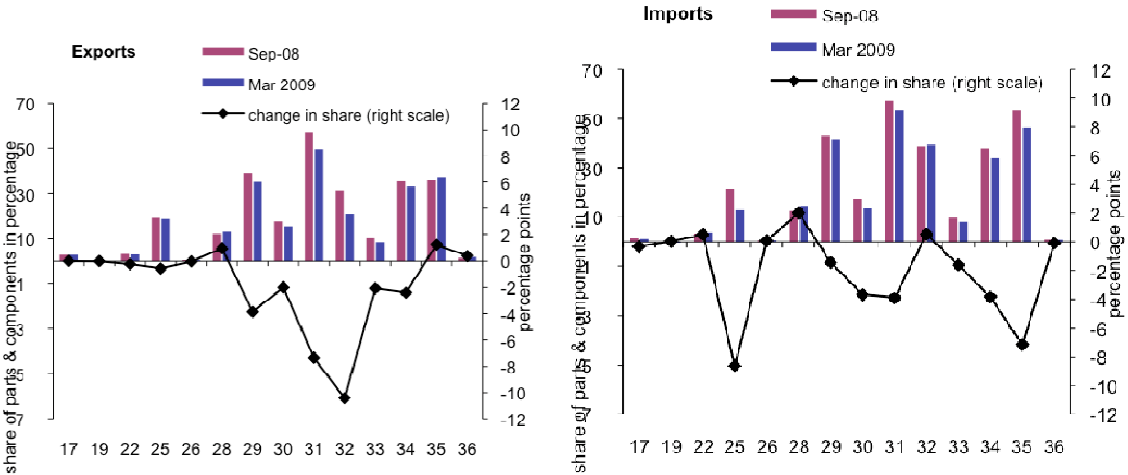 Exports
Sep-08
Mar 2009
change in share (right scale)
share of parts & components in percentage
70
50
30
10
12
10
8
6
4
2
0
-2
-4
-6
-8
-10
-12
percentage points
17 19 22 25 26 28 29 30 31 32 33 34 35 36
Imports
Sep-08
Mar 2009
change in share (right scale)
share of parts & components in percentage
70
50
30
10
12
10
8
6
4
2
0
-2
-4
-6
-8
-10
-12
percentage points
17 19 22 25 26 28 29 30 31 32 33 34 35 36